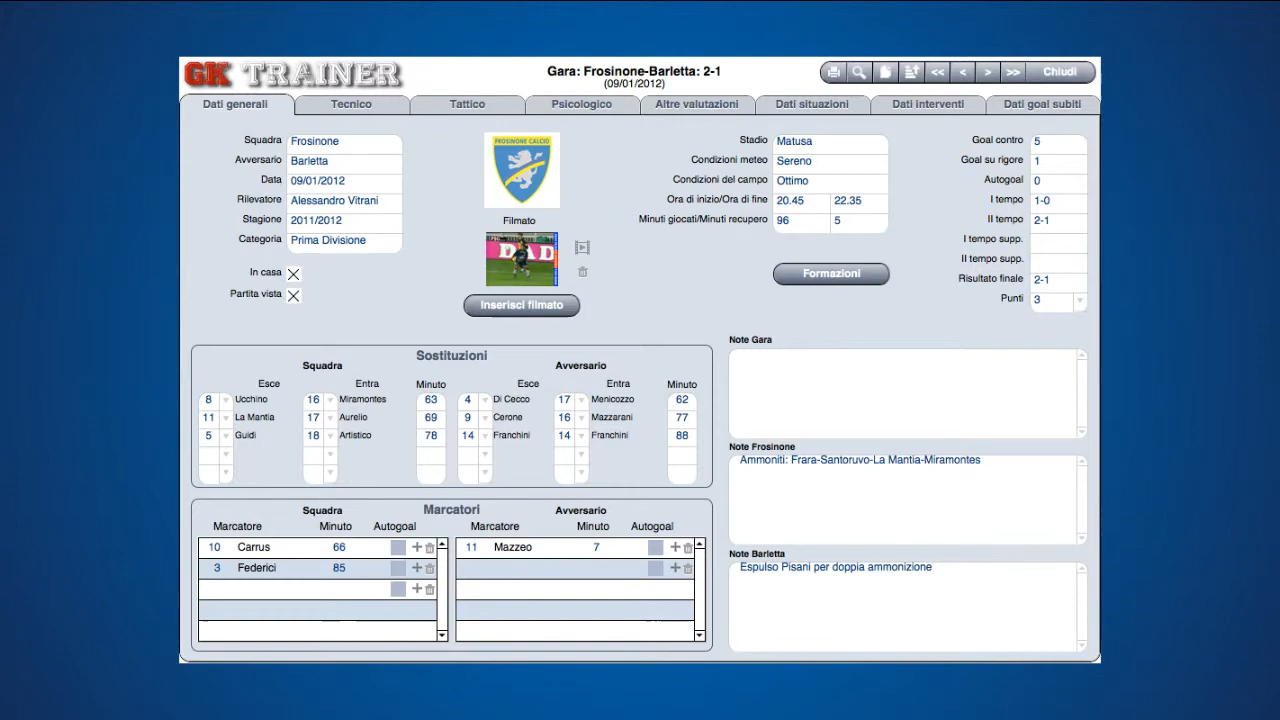 GK TRAINER
Gara: Frosinone-Barletta: 2-1
(09/01/2012)
<< < > >> Chiudi
Dati generali Tecnico Tattico Psicologico Altre valutazioni Dati situazioni Dati interventi Dati goal subiti
Squadra Frosinone
Avversario Barletta
Data 09/01/2012
Rilevatore Alessandro Vitrani
Stagione 2011/2012
Categoria Prima Divisione
In casa
Partita vista
FROSINONE CALCIO
Filmato
DAD
Inserisci filmato
Stadio Matusa
Condizioni meteo Sereno
Condizioni del campo Ottimo
Ora di inizio/Ora di fine 20.45 22.35
Minuti giocati/Minuti recupero 96 5
Formazioni
Goal contro 5
Goal su rigore 1
Autogoal 0
I tempo 1-0
II tempo 2-1
I tempo supp.
II tempo supp.
Risultato finale 2-1
Punti 3
Sostituzioni
Squadra Avversario
Esce Entra Minuto Esce Entra Minuto
8 Ucchino 16 Miramontes 63 4 Di Cecco 17 Menicozzo 62
11 La Mantia 17 Aurelio 69 9 Cerone 16 Mazzarani 77
5 Guidi 18 Artistico 78 14 Franchini 14 Franchini 88
Marcatori
Squadra Avversario
Marcatore Minuto Autogoal Marcatore Minuto Autogoal
10 Carrus 66 11 Mazzeo 7
3 Federici 85
Note Gara
Note Frosinone
Ammoniti: Frara-Santoruvo-La Mantia-Miramontes
Note Barletta
Espulso Pisani per doppia ammonizione